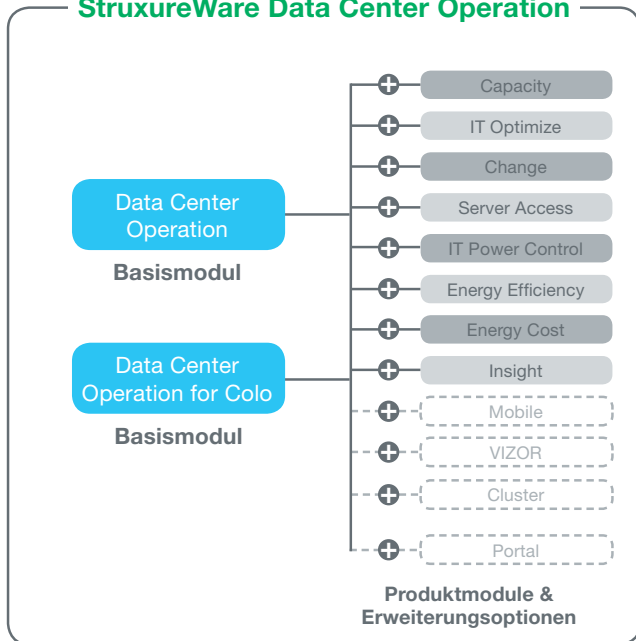 StruxureWare Data Center Operation
Data Center
Operation
Basismodul
Data Center
Operation for Colo
Basismodul
Capacity
IT Optimize
Change
Server Access
IT Power Control
Energy Efficiency
Energy Cost
Insight
Mobile
VIZOR
Cluster
Portal
Produktmodule &
Erweiterungsoptionen